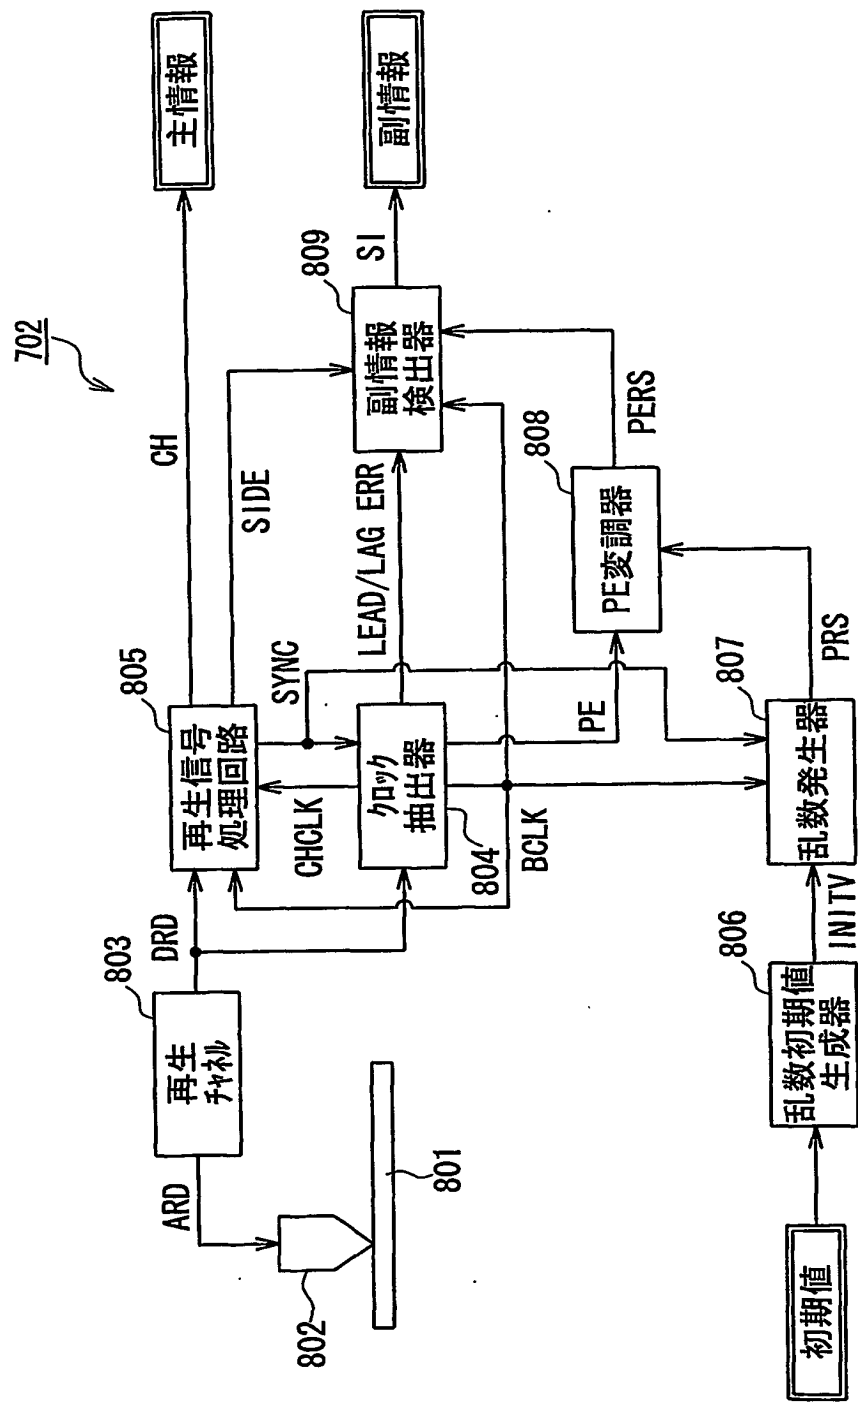 702
主情報
副情報
CH
SIDE
809
SI
副情報
検出器
805
再生信号
処理回路
SYNC
LEAD/LAG ERR
808
PE変調器
PERS
803
再生
チャネル
DRD
CHCLK
クロック
抽出器
804
PE
BCLK
807
乱数発生器
PRS
ARD
802
801
806
乱数初期値
生成器
INITV
初期値